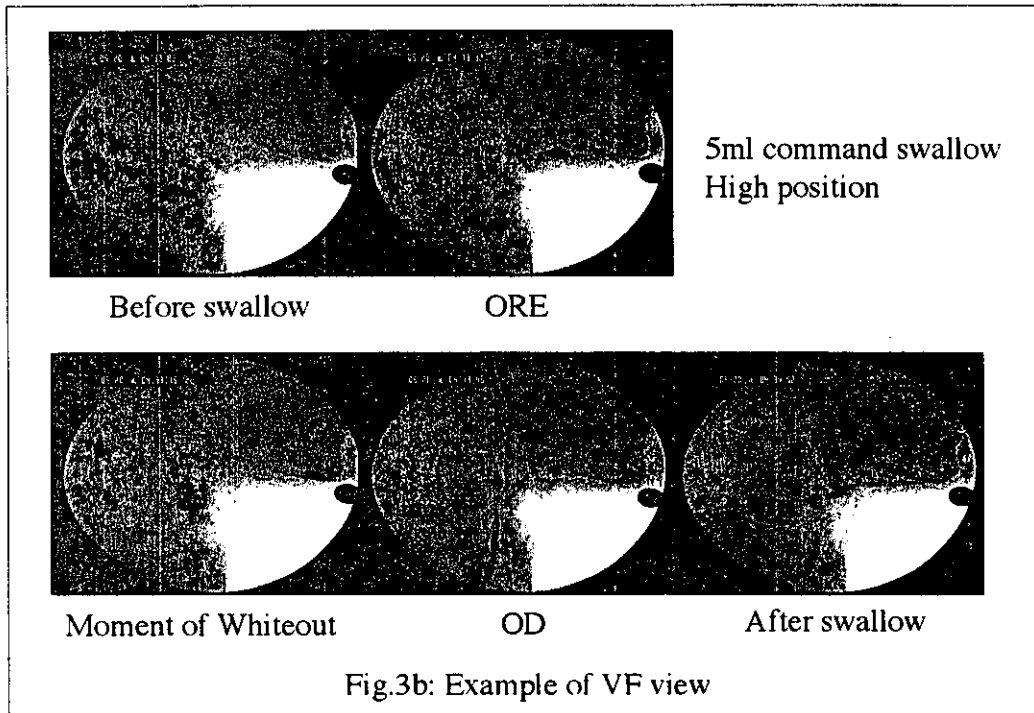 5ml command swallow
High position
Before swallow
ORE
Moment of Whiteout
OD
After swallow
Fig.3b: Example of VF view